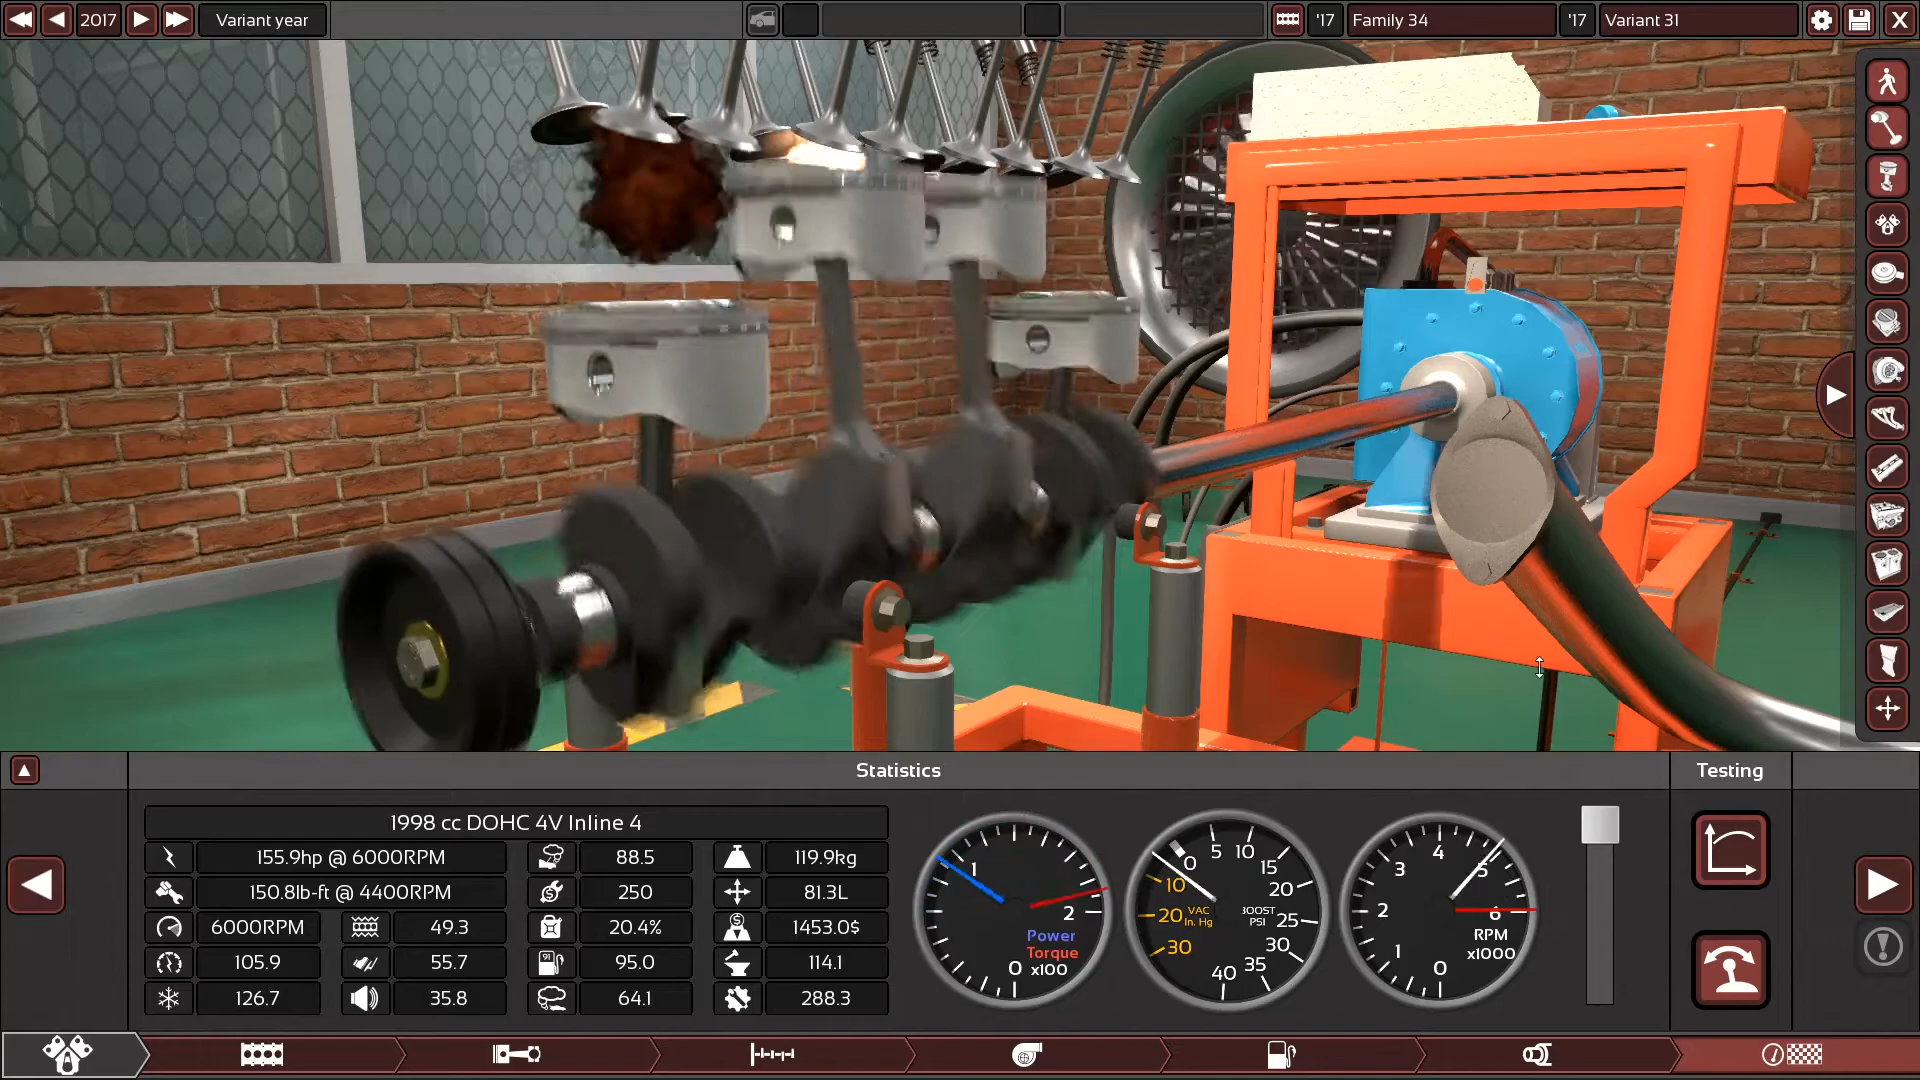 2017
Variant year
'17
Family 34
'17
Variant 31
Statistics
Testing
1998 cc DOHC 4V Inline 4
155.9hp @ 6000RPM
88.5
119.9kg
150.8lb-ft @ 4400RPM
250
81.3L
6000RPM
49.3
20.4%
1453.0$
105.9
55.7
91
95.0
114.1
126.7
35.8
64.1
288.3
1
2
Power
Torque
0
x100
0
5
10
15
20
25
30
35
40
10
20
30
VAC
In. Hg
BOOST
PSI
0
1
2
3
4
5
6
RPM
x1000